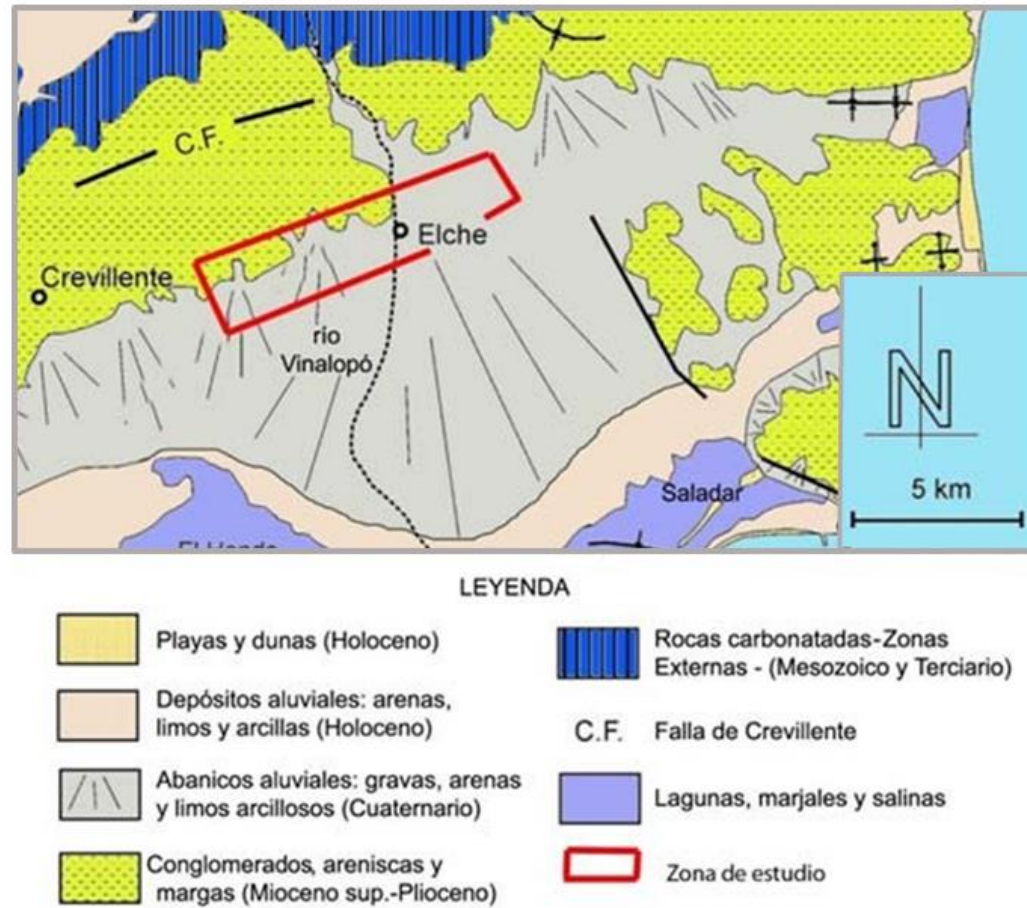 C.F.
Crevillente
Elche
río
Vinalopó
Saladar
N
5 km
LEYENDA
Playas y dunas (Holoceno)
Depósitos aluviales: arenas,
limos y arcillas (Holoceno)
Abanicos aluviales: gravas, arenas
y limos arcillosos (Cuaternario)
Conglomerados, areniscas y
margas (Mioceno sup.-Plioceno)
Rocas carbonatadas-Zonas
Externas - (Mesozoico y Terciario)
C.F. Falla de Crevillente
Lagunas, marjales y salinas
Zona de estudio